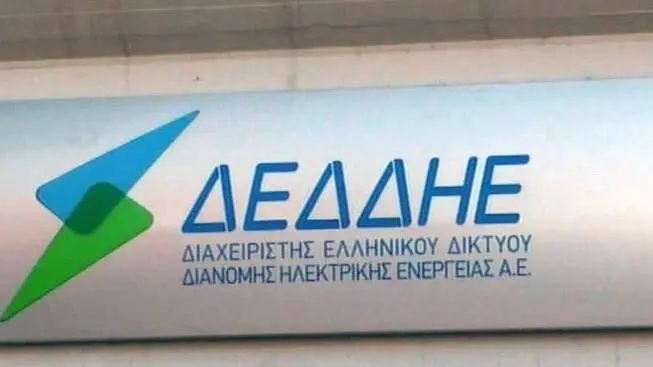 ΔΕΔΔΗΕ
ΔΙΑΧΕΙΡΙΣΤΗΣ ΕΛΛΗΝΙΚΟΥ ΔΙΚΤΥΟΥ
ΔΙΑΝΟΜΗΣ ΗΛΕΚΤΡΙΚΗΣ ΕΝΕΡΓΕΙΑΣ Α.Ε.